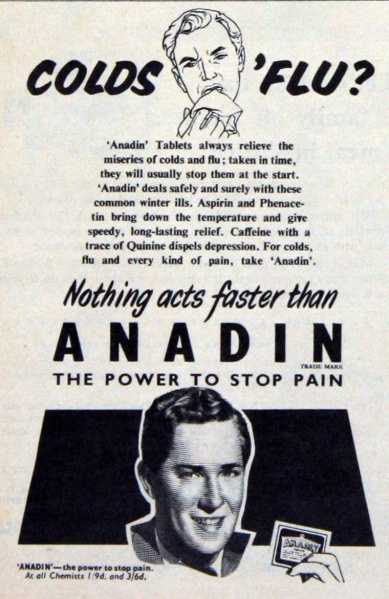 COLDS 'FLU?
'Anadin' Tablets always relieve the
miseries of colds and flu; taken in time,
they will usually stop them at the start.
'Anadin' deals safely and surely with these
common winter ills. Aspirin and Phenace-
tin bring down the temperature and give
speedy, long-lasting relief. Caffeine with a
trace of Quinine dispels depression. For colds,
flu and every kind of pain, take 'Anadin'.
Nothing acts faster than
ANADIN
TRADE MARK
THE POWER TO STOP PAIN
ANADIN
'ANADIN'—the power to stop pain.
At all Chemists 1/9d. and 3/6d.